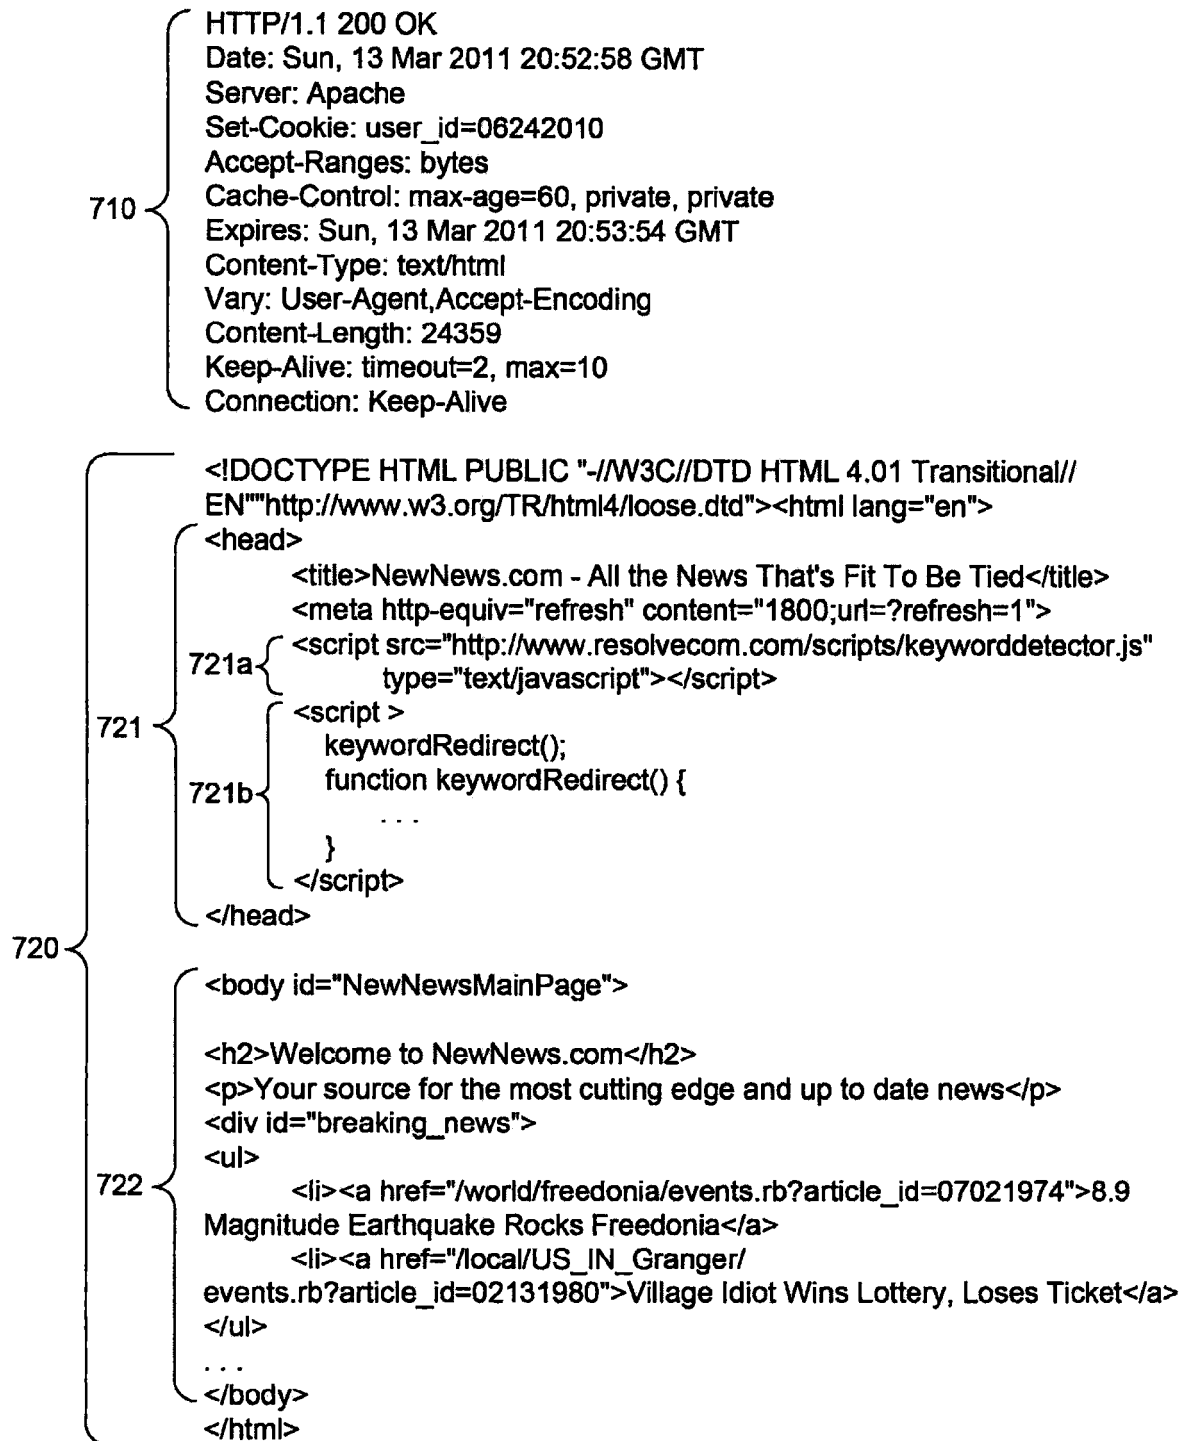 HTTP/1.1 200 OK
Date: Sun, 13 Mar 2011 20:52:58 GMT
Server: Apache
Set-Cookie: user_id=06242010
Accept-Ranges: bytes
710
Cache-Control: max-age=60, private, private
Expires: Sun, 13 Mar 2011 20:53:54 GMT
Content-Type: text/html
Vary: User-Agent,Accept-Encoding
Content-Length: 24359
Keep-Alive: timeout=2, max=10
Connection: Keep-Alive
<!DOCTYPE HTML PUBLIC "-//W3C//DTD HTML 4.01 Transitional//
EN""http://www.w3.org/TR/html4/loose.dtd"><html lang="en">
<head>
<title>NewNews.com - All the News That's Fit To Be Tied</title>
<meta http-equiv="refresh" content="1800;url=?refresh=1">
721a
<script src="http://www.resolvecom.com/scripts/keyworddetector.js"
type="text/javascript"></script>
721
<script >
keywordRedirect();
function keywordRedirect() {
721b
. . .
}
</script>
</head>
720
<body id="NewNewsMainPage">
<h2>Welcome to NewNews.com</h2>
<p>Your source for the most cutting edge and up to date news</p>
<div id="breaking_news">
<ul>
722
<li><a href="/world/freedonia/events.rb?article_id=07021974">8.9
Magnitude Earthquake Rocks Freedonia</a>
<li><a href="/local/US_IN_Granger/
events.rb?article_id=02131980">Village Idiot Wins Lottery, Loses Ticket</a>
</ul>
. . .
</body>
</html>